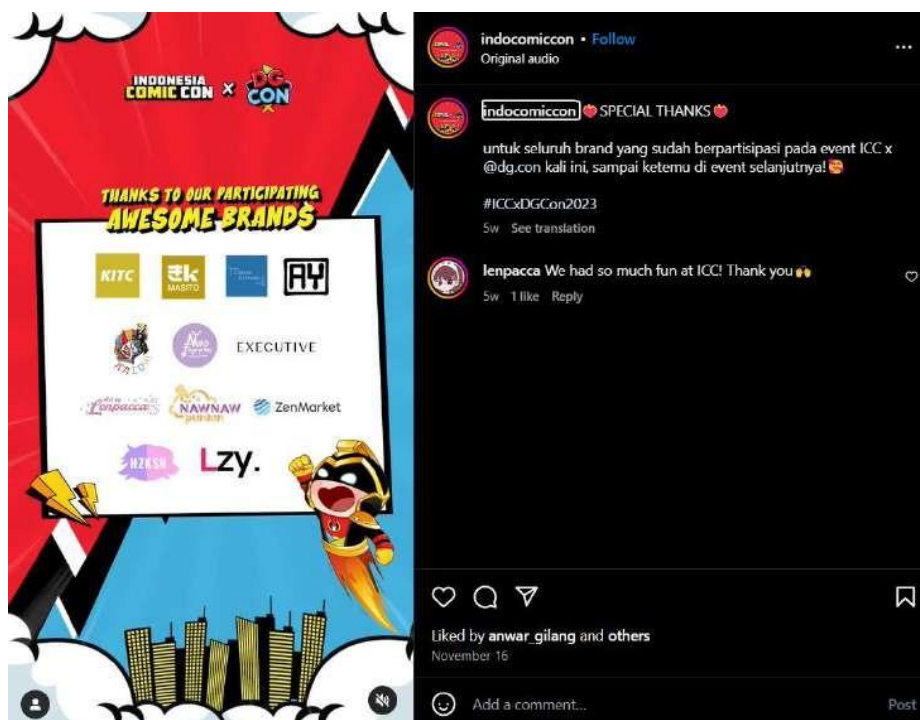 INDONESIA
COMIC CON X DG
CON
THANKS TO OUR PARTICIPATING
AWESOME BRANDS
KITC
MASITO
AY
EXECUTIVE
Lenpacca
NAWNAW
ZenMarket
HZKSN
Lzy.
indocomiccon • Follow
Original audio
indocomiccon SPECIAL THANKS
untuk seluruh brand yang sudah berpartisipasi pada event ICC x
@dg.con kali ini, sampai ketemu di event selanjutnya!
#ICCxDGCon2023
5w See translation
lenpacca We had so much fun at ICC! Thank you
5w 1 like Reply
Liked by anwar_gilang and others
November 16
Add a comment...
Post